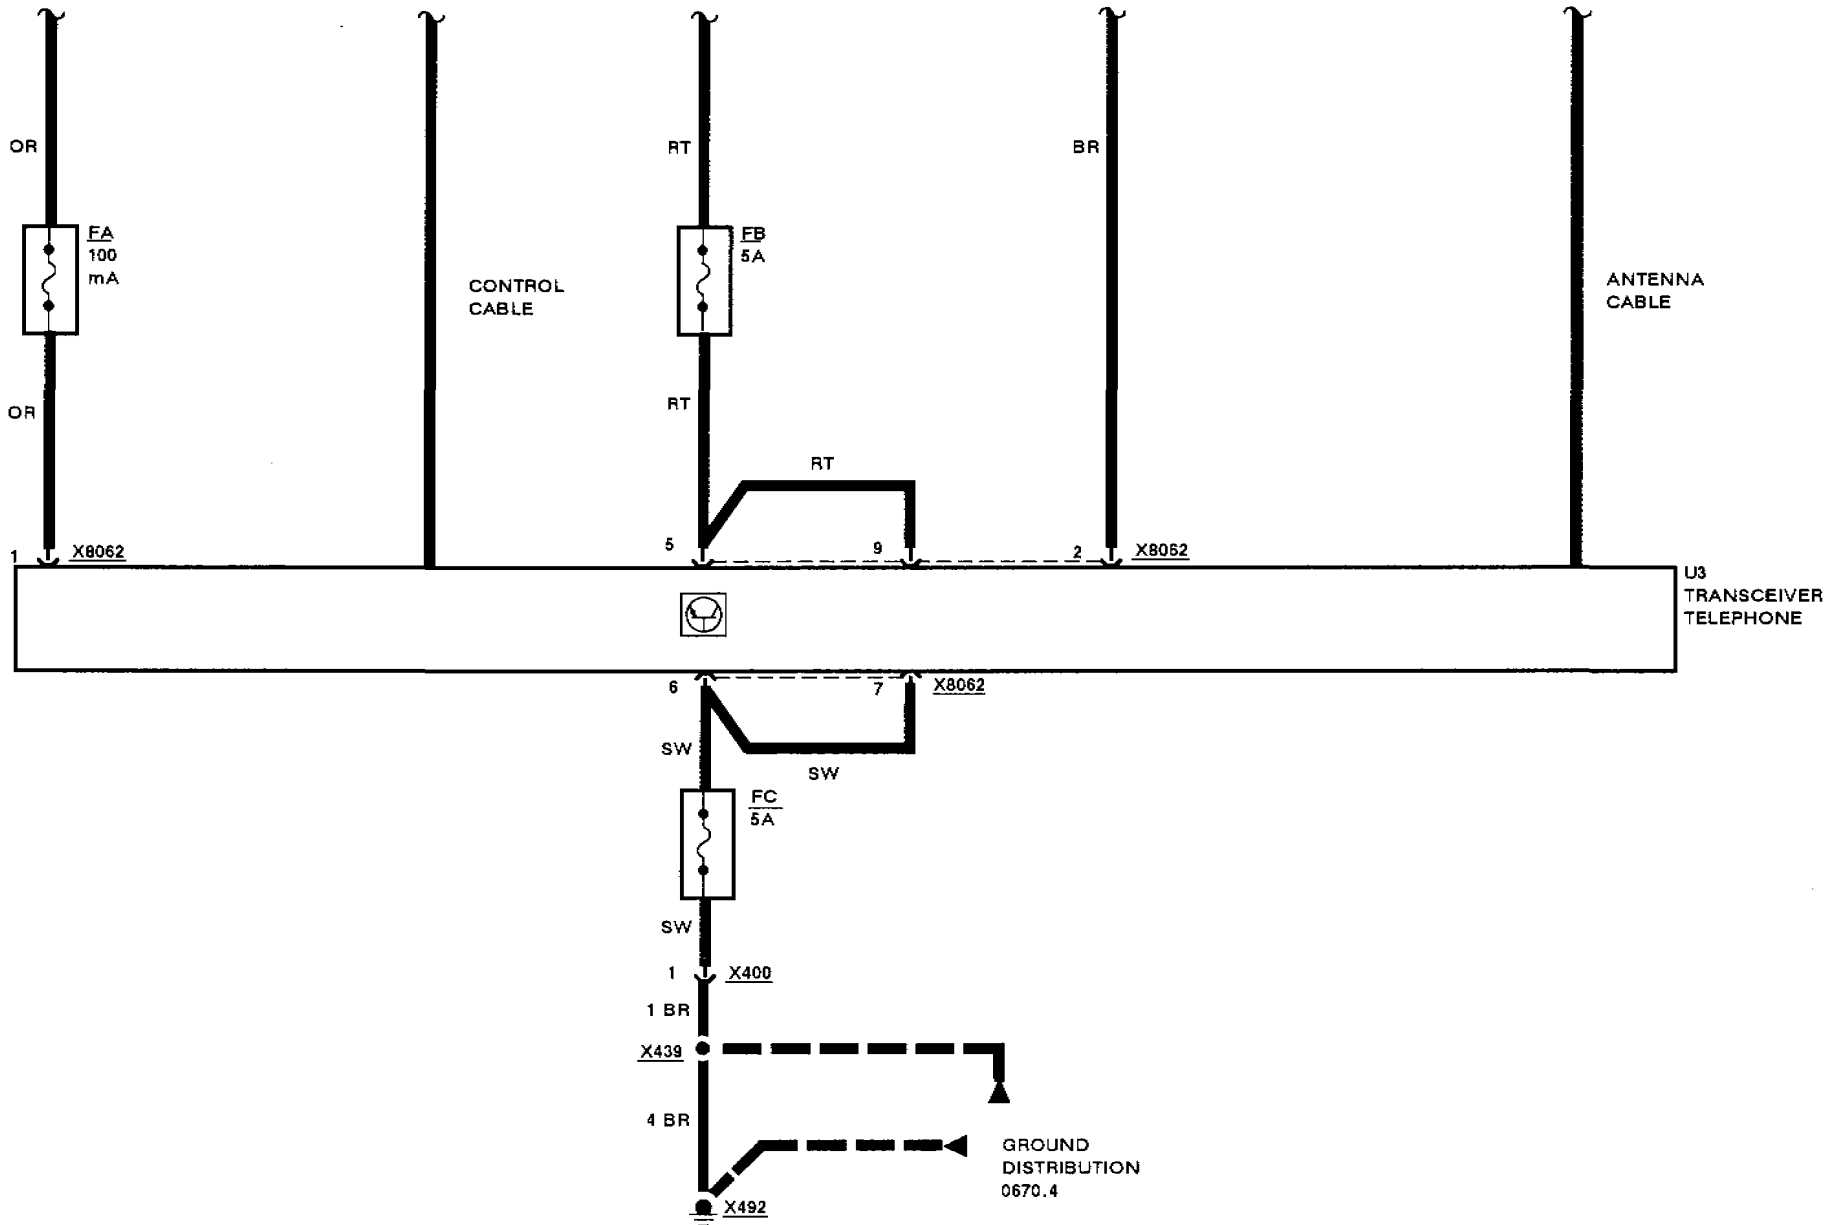 OR
RT
BR
FA
100
mA
FB
5A
CONTROL
CABLE
ANTENNA
CABLE
OR
RT
RT
1
X8062
5
9
2
X8062
U3
TRANSCEIVER
TELEPHONE
6
7
X8062
SW
SW
FC
5A
SW
1
X400
1 BR
X439
4 BR
GROUND
DISTRIBUTION
0670.4
X492